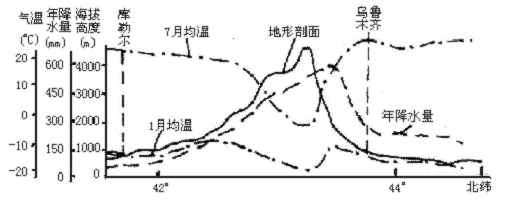 气温
(℃)
20
10
0
-10
-20
年降
水量
(mm)
600
450
300
150
0
海拔
高度
(m)
4000
3000
2000
1000
摩勒尔
7月均温
地形剖面
乌鲁
木齐
年降水量
1月均温
42°
44°
北纬